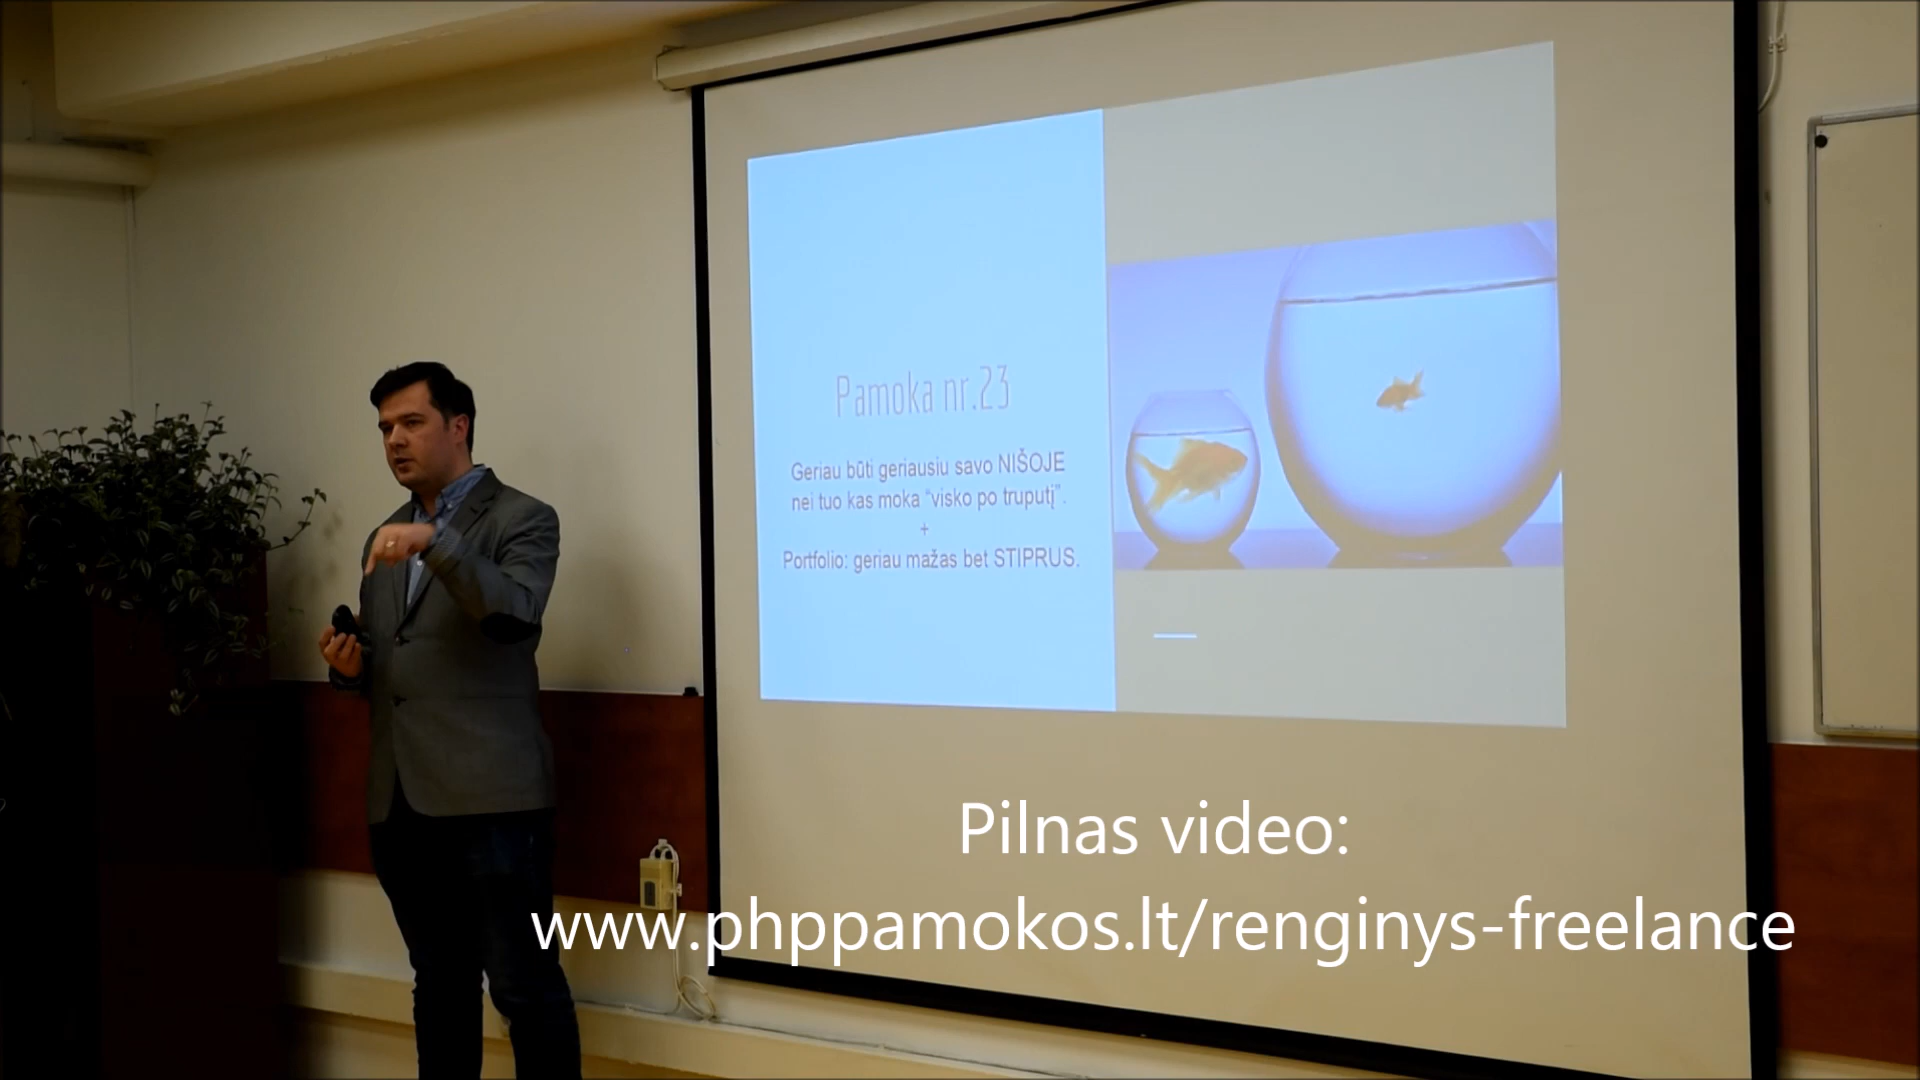 Pamoka nr.23
Geriau būti geriausiu savo NIŠOJE
nei tuo kas moka “visko po truputį”.
+
Portfolio: geriau mažas bet STIPRUS.
Pilnas video:
www.phppamokos.lt/renginys-freelance